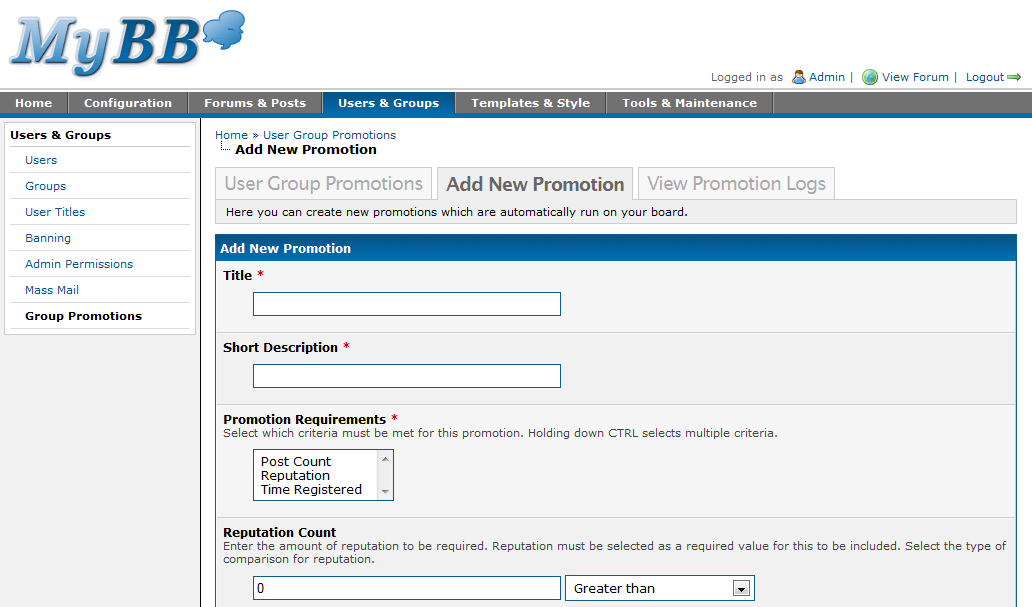 MyBB
Logged in as Admin | View Forum | Logout
Home Configuration Forums & Posts Users & Groups Templates & Style Tools & Maintenance
Users & Groups
Users
Groups
User Titles
Banning
Admin Permissions
Mass Mail
Group Promotions
Home » User Group Promotions
Add New Promotion
User Group Promotions Add New Promotion View Promotion Logs
Here you can create new promotions which are automatically run on your board.
Add New Promotion
Title *
Short Description *
Promotion Requirements *
Select which criteria must be met for this promotion. Holding down CTRL selects multiple criteria.
Post Count
Reputation
Time Registered
Reputation Count
Enter the amount of reputation to be required. Reputation must be selected as a required value for this to be included. Select the type of
comparison for reputation.
0 Greater than